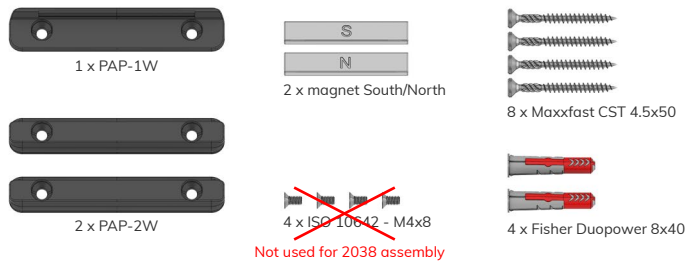 S
N
1 x PAP-1W
2 x magnet South/North
8 x Maxxfast CST 4.5x50
4 x ISO 10642 - M4x8
2 x PAP-2W
4 x Fisher Duopower 8x40
Not used for 2038 assembly